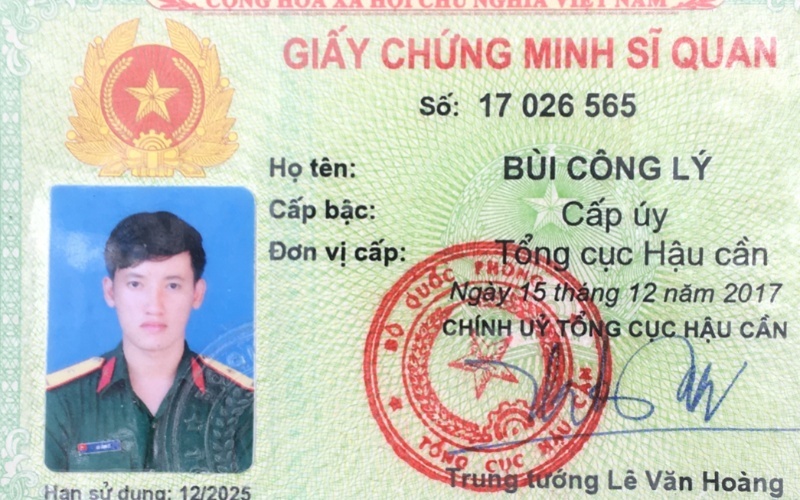 CỘNG HÒA XÃ HỘI CHỦ NGHĨA VIỆT NAM
GIẤY CHỨNG MINH SĨ QUAN
Số: 17 026 565
Họ tên: BÙI CÔNG LÝ
Cấp bậc: Cấp úy
Đơn vị cấp: Tổng cục Hậu cần
Ngày 15 tháng 12 năm 2017
CHÍNH UỶ TỔNG CỤC HẬU CẦN
BỘ QUỐC PHÒNG
TỔNG CỤC HẬU CẦN
Trung tướng Lê Văn Hoàng
Hạn sử dụng: 12/2025